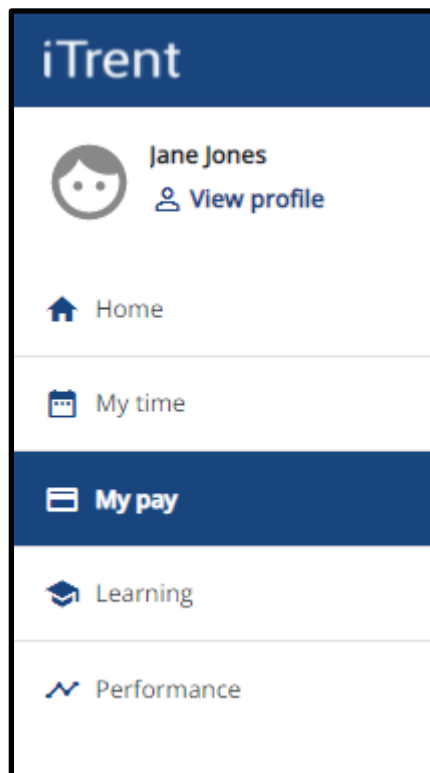 iTrent
Jane Jones
View profile
Home
My time
My pay
Learning
Performance